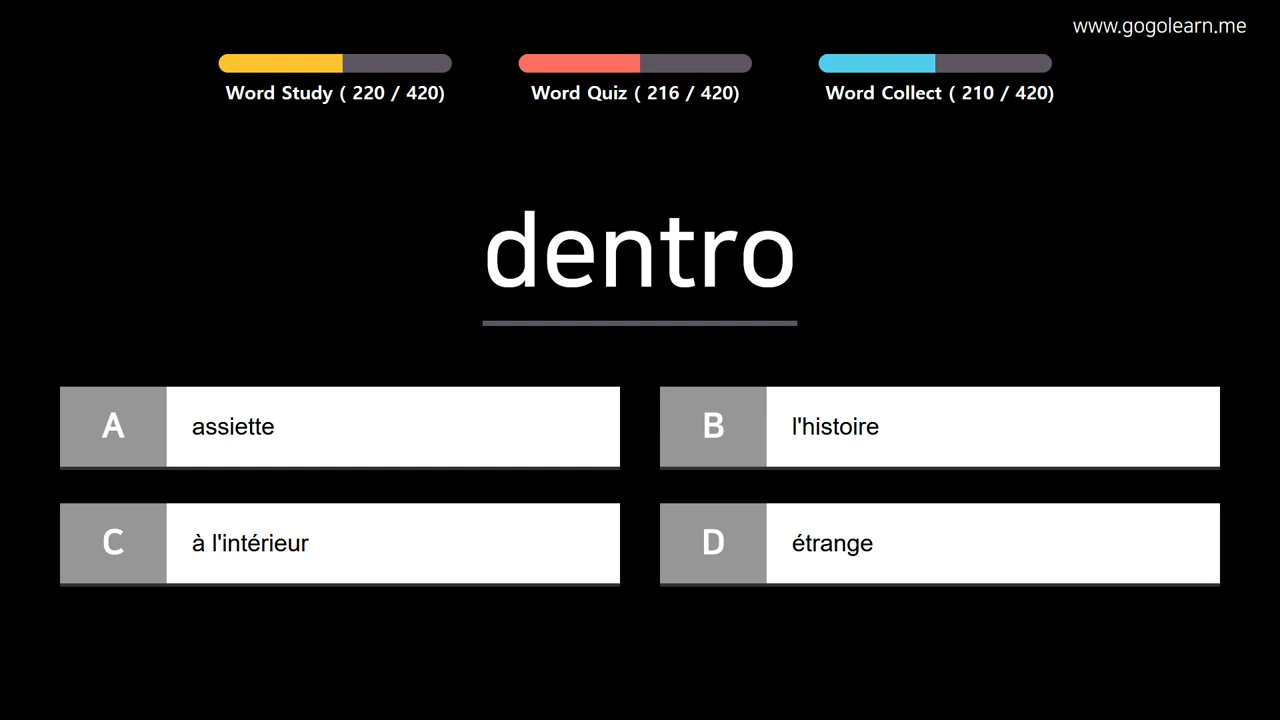 www.gogolearn.me
Word Study ( 220 / 420)
Word Quiz ( 216 / 420)
Word Collect ( 210 / 420)
dentro
A assiette
B l'histoire
C à l'intérieur
D étrange